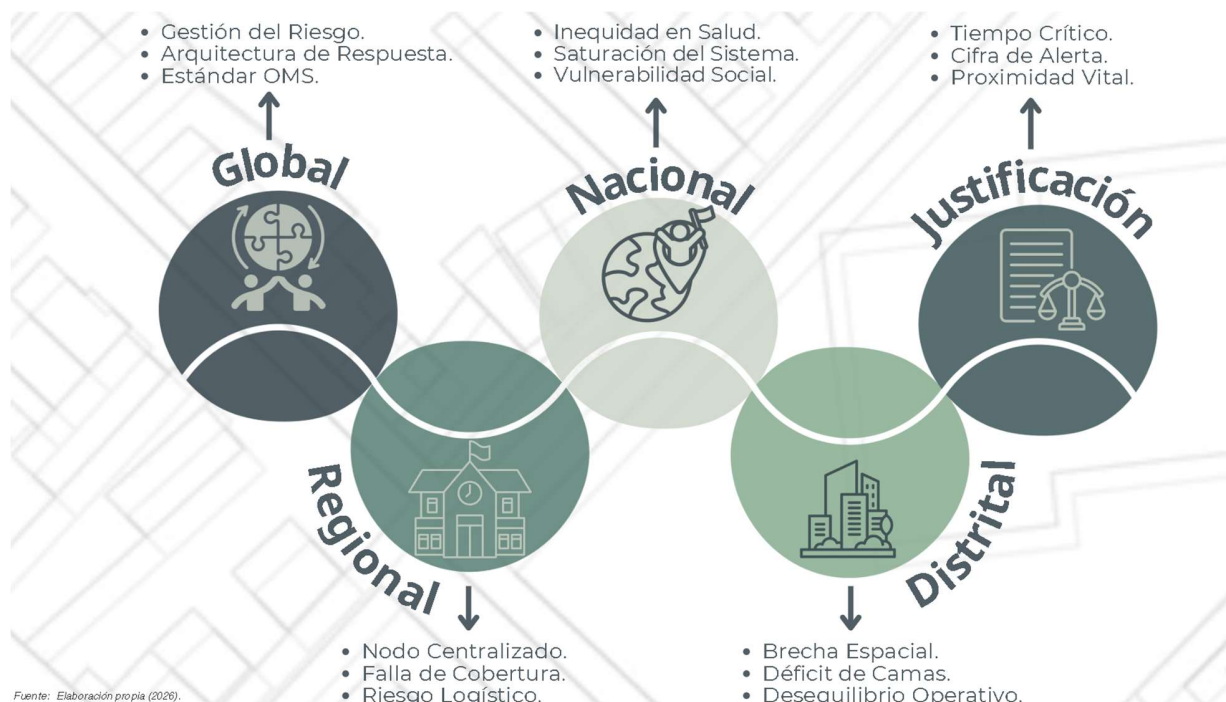 • Gestión del Riesgo.
• Arquitectura de Respuesta.
• Estándar OMS.
Global
• Inequidad en Salud.
• Saturación del Sistema.
• Vulnerabilidad Social.
Nacional
• Tiempo Crítico.
• Cifra de Alerta.
• Proximidad Vital.
Justificación
Regional
• Nodo Centralizado.
• Falla de Cobertura.
• Riesgo Logístico.
Distrital
• Brecha Espacial.
• Déficit de Camas.
• Desequilibrio Operativo.
Fuente: Elaboración propia (2026).